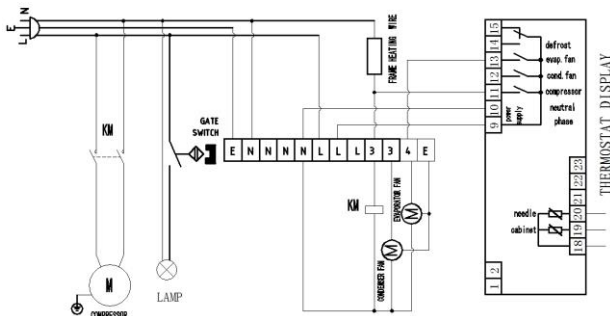 N
E
L
KM
GATE
SWITCH
FRAME HEATING WIRE
E N N N N L L L 3 3 4 E
KM
EVAPORATOR FAN
M
CONDENSER FAN
M
M
COMPRESSOR
LAMP
15
14 defrost
13 evap. fan
12 cond. fan
11 compressor
10 power supply neutral
9 phase
23
22
21
needle 20
cabinet 19
18
2
1
THERMOSTAT DISPLAY